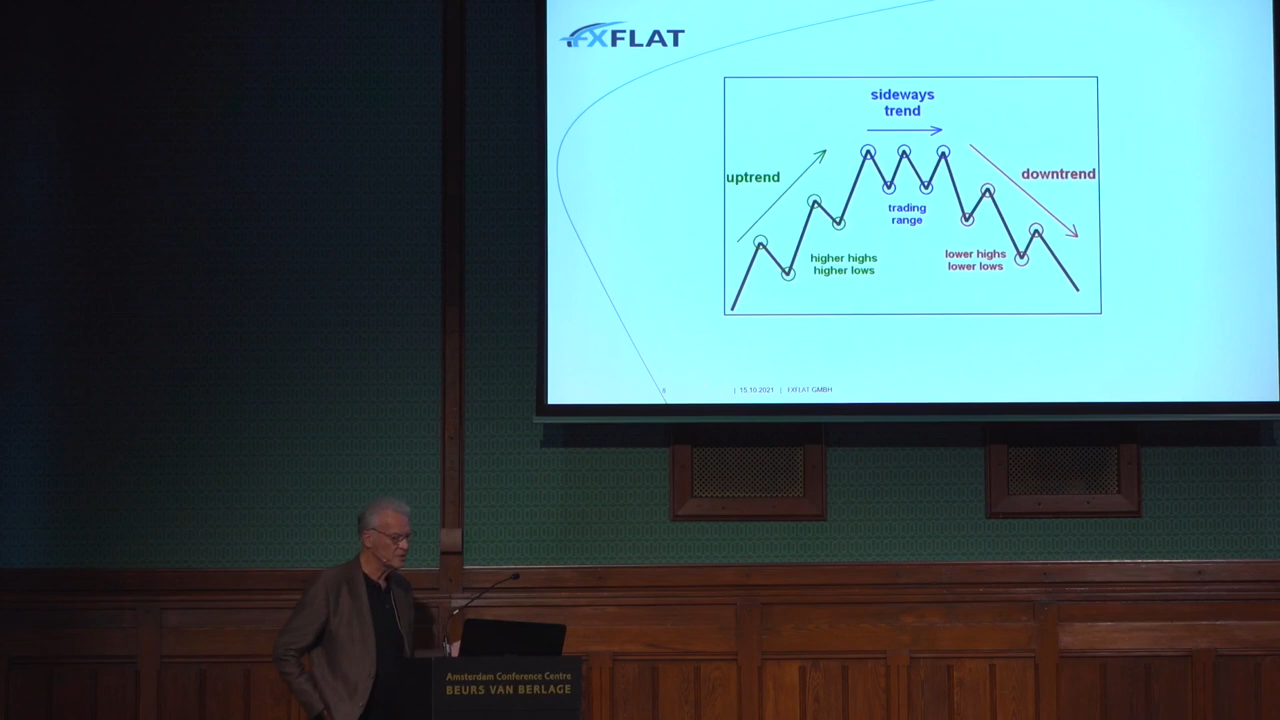 FXFLAT
sideways
trend
uptrend
downtrend
trading
range
higher highs
higher lows
lower highs
lower lows
6 | 15.10.2021 | FXFLAT GMBH
Amsterdam Conference Centre
BEURS VAN BERLAGE